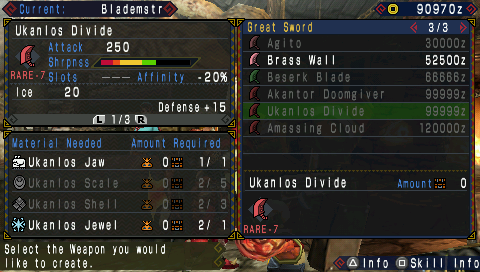 Current: Blademstr 90970z
Ukanlos Divide
Attack 250
Shrpnss
RARE-7 Slots --- Affinity -20%
Ice 20
Defense+15
L 1/3 R
Material Needed Amount Required
Ukanlos Jaw 0 1/ 1
Ukanlos Scale 0 2/ 5
Ukanlos Shell 0 2/ 3
Ukanlos Jewel 0 2/ 1
Select the Weapon you would
like to create.
Great Sword 3/3
Agito 30000z
Brass Wall 52500z
Beserk Blade 66666z
Akantor Doomgiver 99999z
Ukanlos Divide 99999z
Amassing Cloud 120000z
Ukanlos Divide Amount 0
RARE-7
Info Skill Info